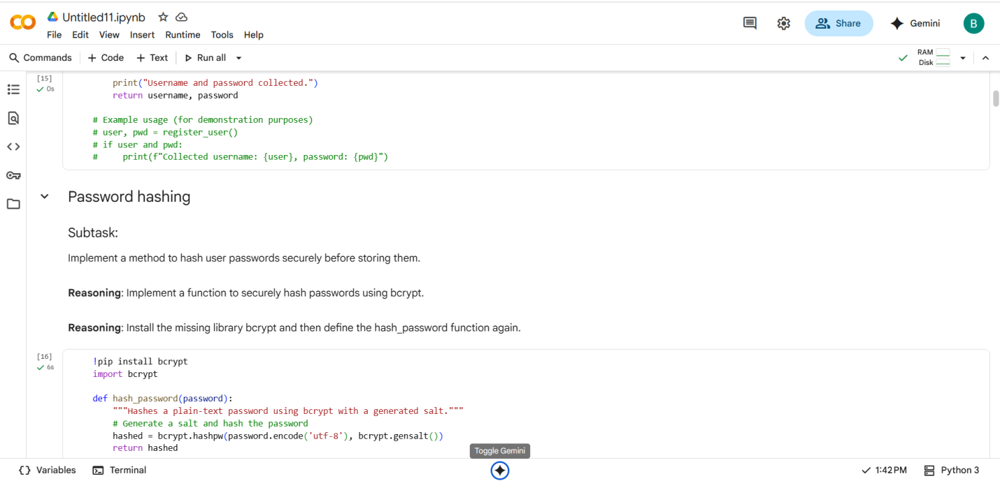 CO
Untitled11.ipynb
File Edit View Insert Runtime Tools Help
Share
Gemini
B
Commands + Code + Text Run all
RAM
Disk
[15]
0s
print("Username and password collected.")
return username, password
# Example usage (for demonstration purposes)
# user, pwd = register_user()
# if user and pwd:
#     print(f"Collected username: {user}, password: {pwd}")
Password hashing
Subtask:
Implement a method to hash user passwords securely before storing them.
Reasoning: Implement a function to securely hash passwords using bcrypt.
Reasoning: Install the missing library bcrypt and then define the hash_password function again.
[16]
6s
!pip install bcrypt
import bcrypt
def hash_password(password):
"""Hashes a plain-text password using bcrypt with a generated salt."""
# Generate a salt and hash the password
hashed = bcrypt.hashpw(password.encode('utf-8'), bcrypt.gensalt())
return hashed
Toggle Gemini
{} Variables Terminal
1:42 PM Python 3